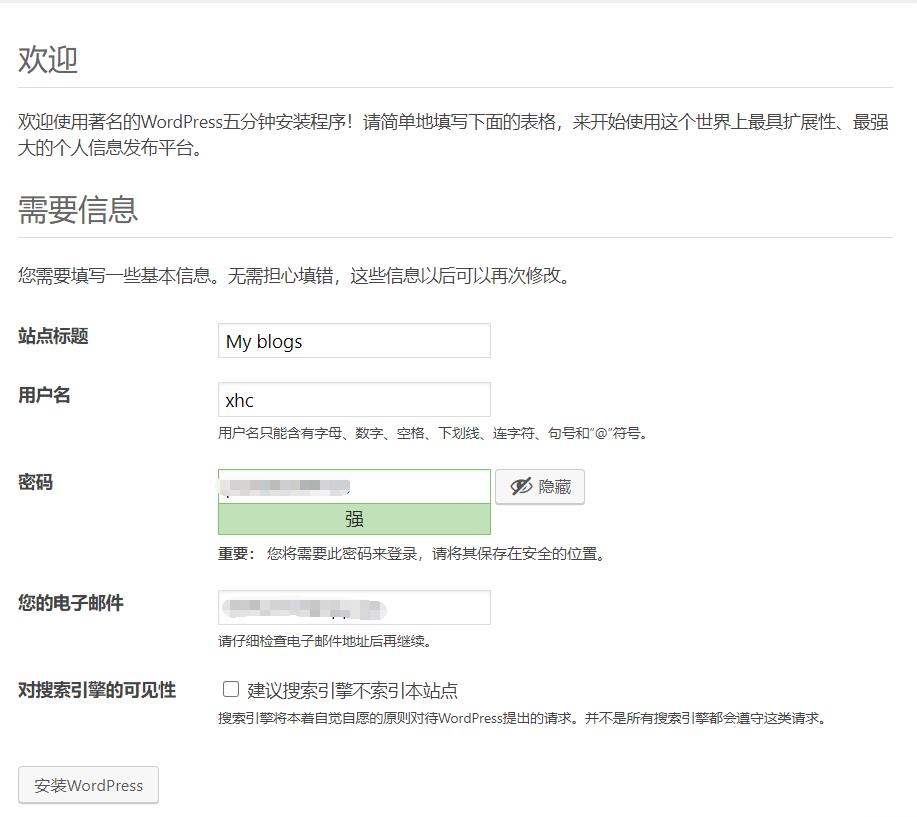 欢迎
欢迎使用著名的WordPress五分钟安装程序！请简单地填写下面的表格，来开始使用这个世界上最具扩展性、最强
大的个人信息发布平台。
需要信息
您需要填写一些基本信息。无需担心填错，这些信息以后可以再次修改。
站点标题 My blogs
用户名 xhc
用户名只能含有字母、数字、空格、下划线、连字符、句号和“@”符号。
密码 隐藏
强
重要： 您将需要此密码来登录，请将其保存在安全的位置。
您的电子邮件
请仔细检查电子邮件地址后再继续。
对搜索引擎的可见性 建议搜索引擎不索引本站点
搜索引擎将本着自觉自愿的原则对待WordPress提出的请求。并不是所有搜索引擎都会遵守这类请求。
安装WordPress